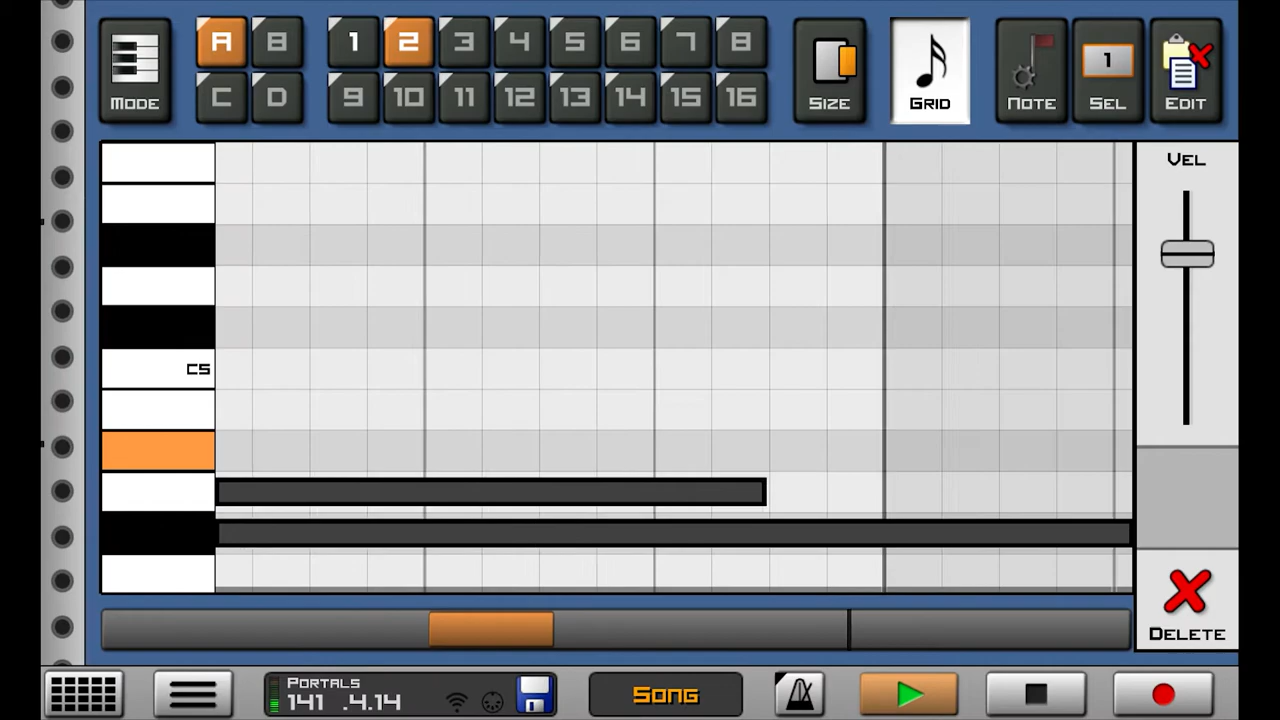 A B 1 2 3 4 5 6 7 8
C D 9 10 11 12 13 14 15 16
MODE SIZE GRID NOTE 1 SEL EDIT
VEL
C5
DELETE
PORTALS
141 .4.14
SONG